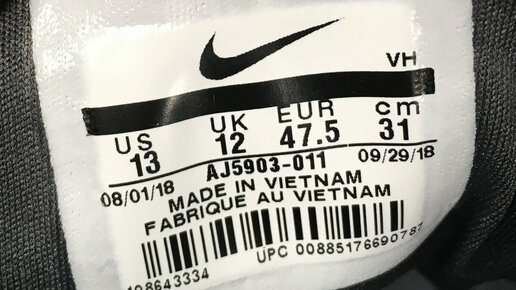 VH
US UK EUR cm
13 12 47.5 31
AJ5903-011
08/01/18 09/29/18
MADE IN VIETNAM
FABRIQUE AU VIETNAM
UPC 00885176690787